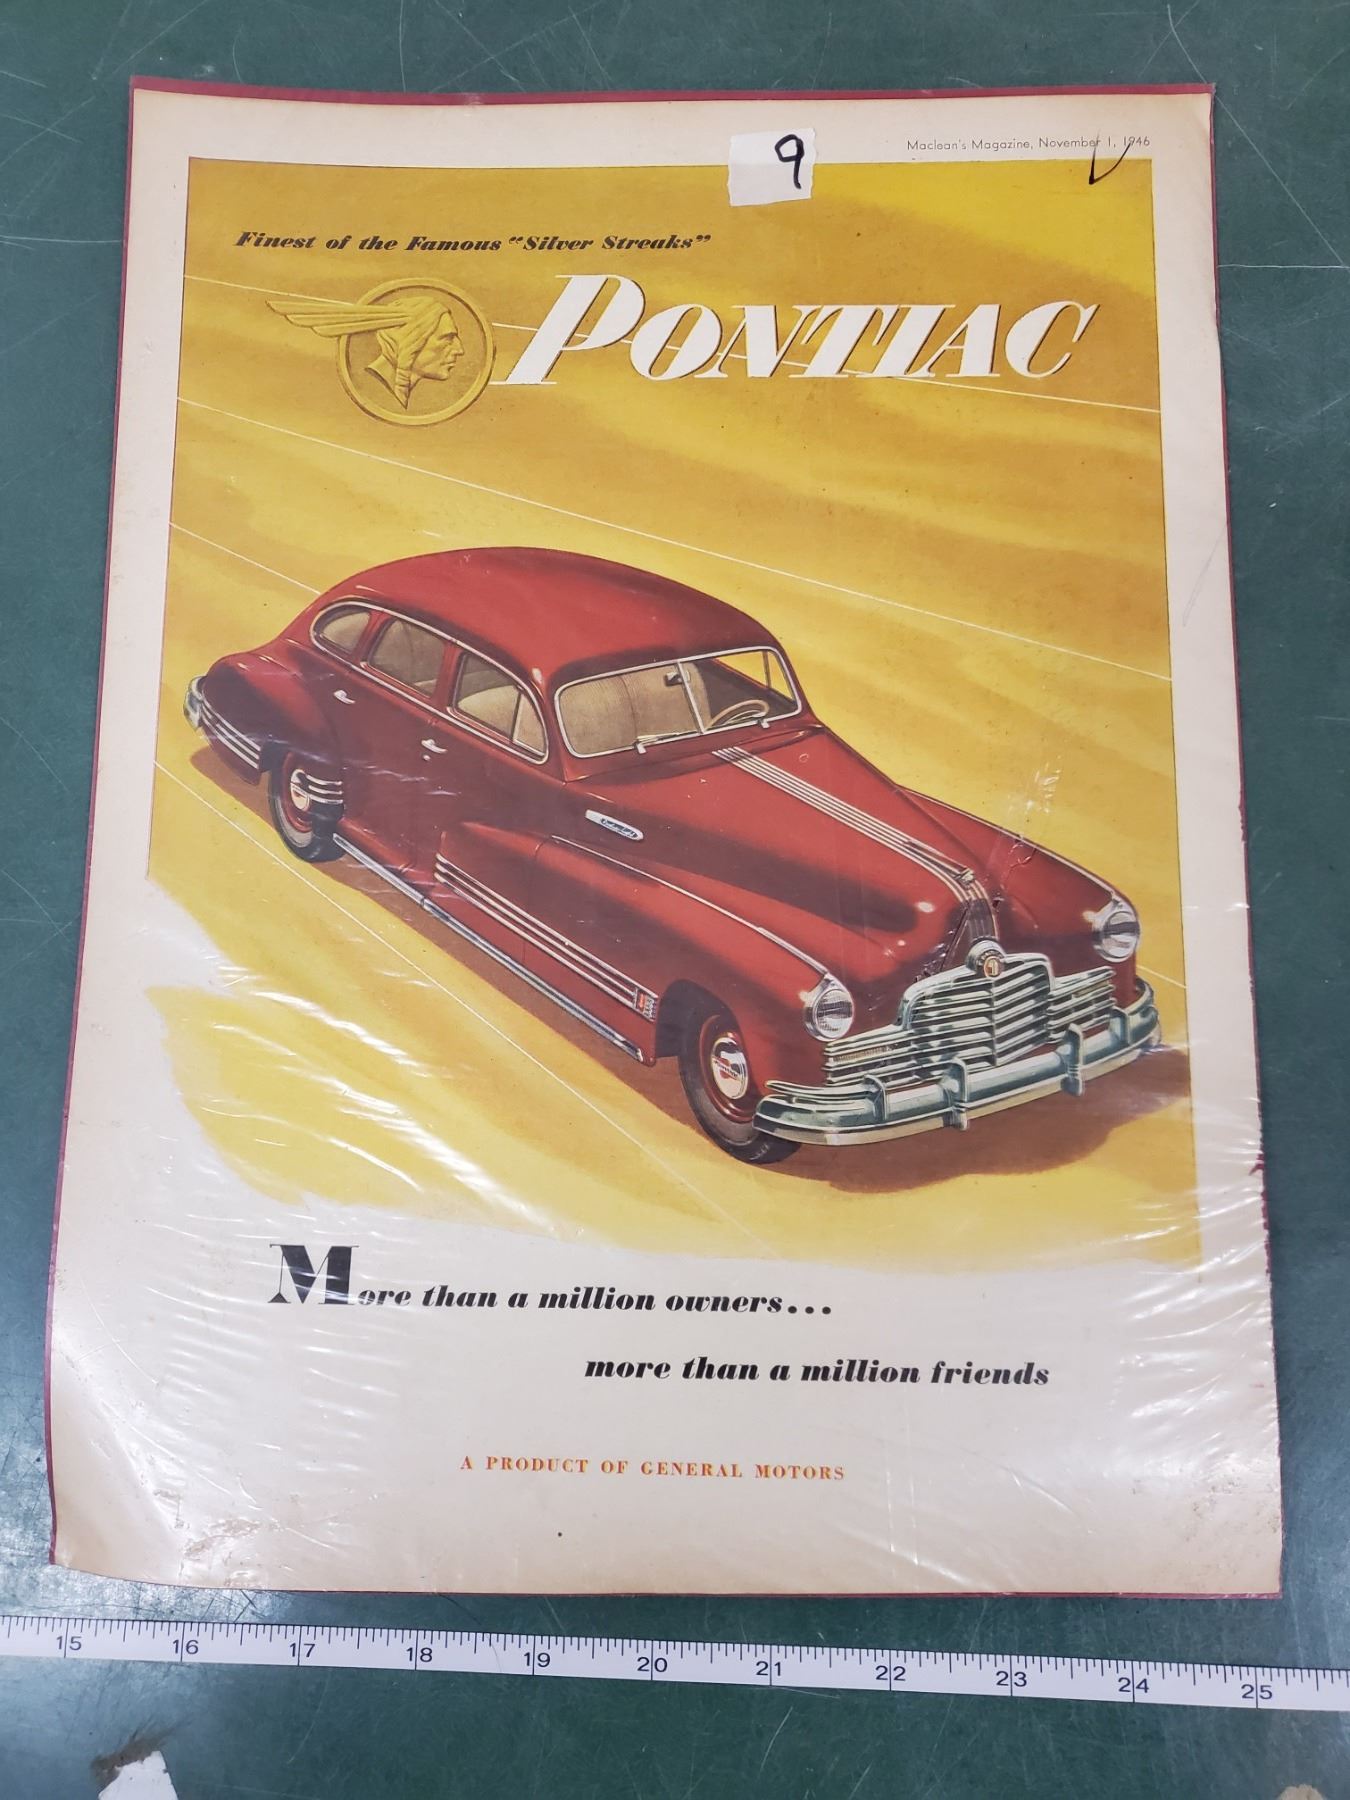 9
Maclean's Magazine, November 1, 1946
Finest of the Famous “Silver Streaks”
PONTIAC
More than a million owners...
more than a million friends
A PRODUCT OF GENERAL MOTORS
15 16 17 18 19 20 21 22 23 24 25